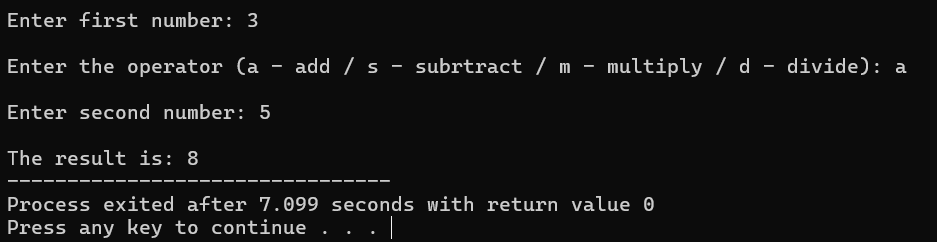 Enter first number: 3
Enter the operator (a - add / s - subrtract / m - multiply / d - divide): a
Enter second number: 5
The result is: 8
--------------------------------
Process exited after 7.099 seconds with return value 0
Press any key to continue . . .